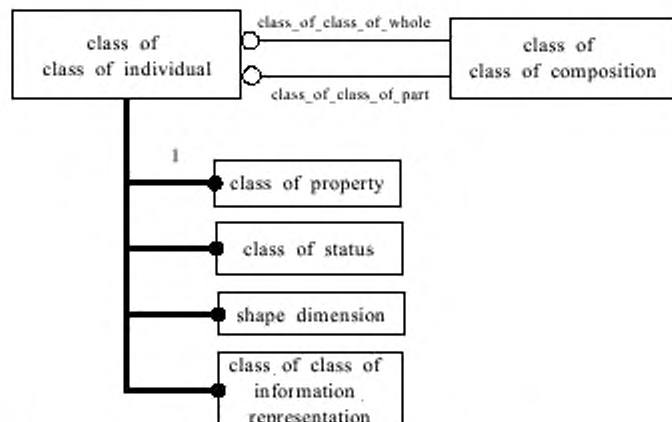 class_of_class_of_whole
class of
class of individual
class of
class of composition
class_of_class_of_part
1
class of property
class of status
shape dimension
class of class of
information
representation